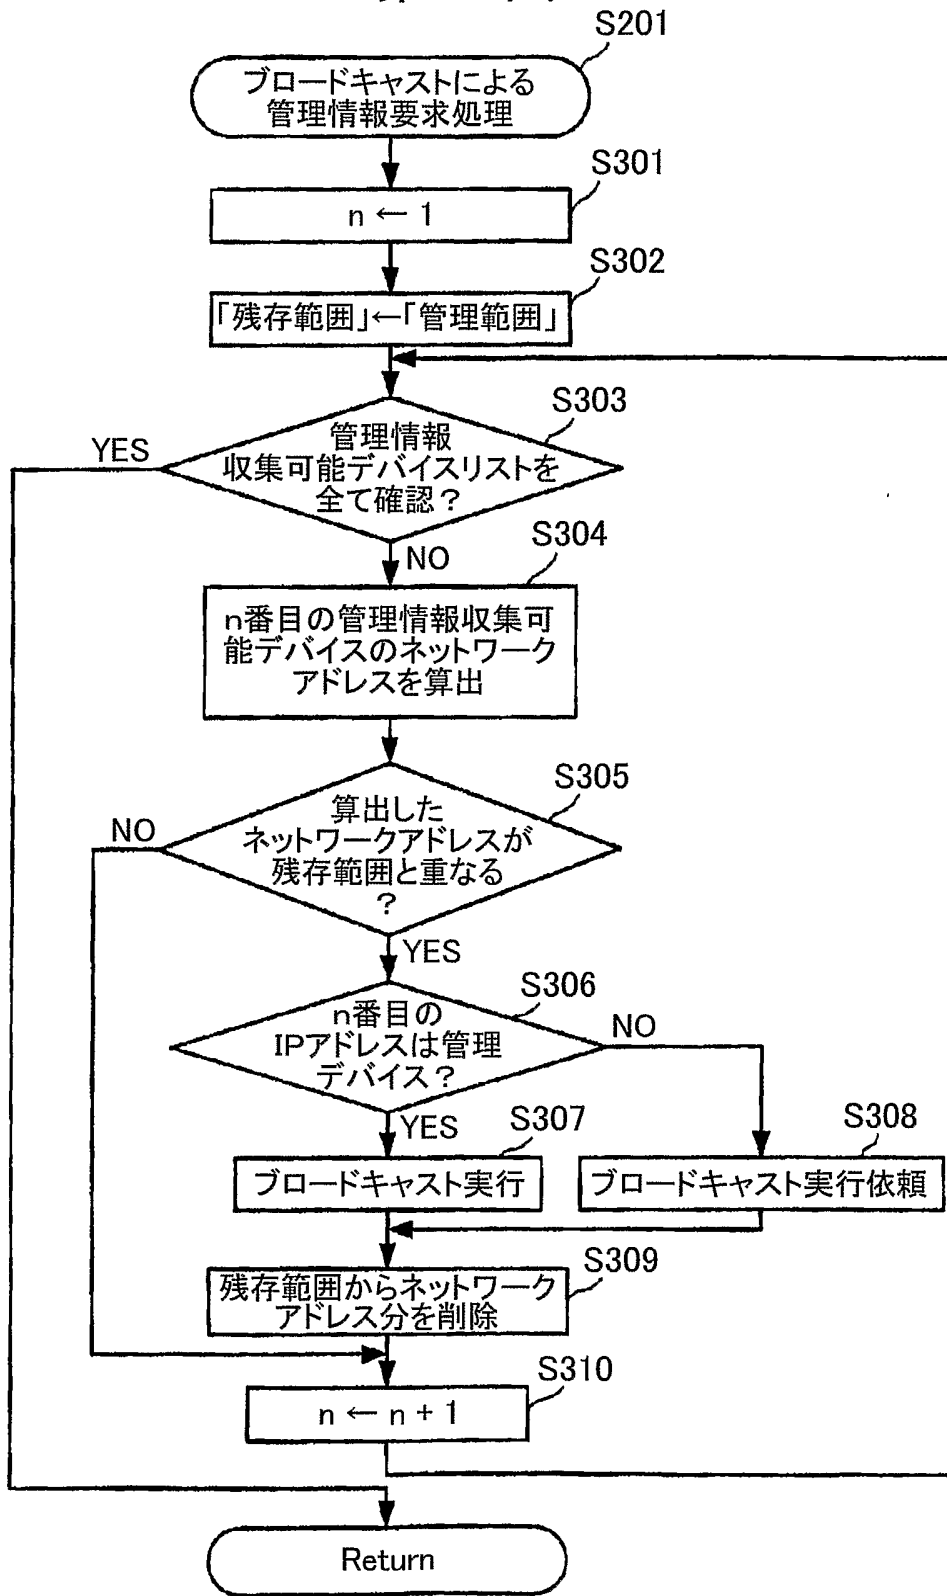 S201
ブロードキャストによる
管理情報要求処理
S301
n ← 1
S302
「残存範囲」←「管理範囲」
S303
管理情報
収集可能デバイスリストを
全て確認？
YES
NO
S304
n番目の管理情報収集可
能デバイスのネットワーク
アドレスを算出
S305
算出した
ネットワークアドレスが
残存範囲と重なる
？
NO
YES
S306
n番目の
IPアドレスは管理
デバイス？
NO
YES
S307
ブロードキャスト実行
S308
ブロードキャスト実行依頼
S309
残存範囲からネットワーク
アドレス分を削除
S310
n ← n + 1
Return